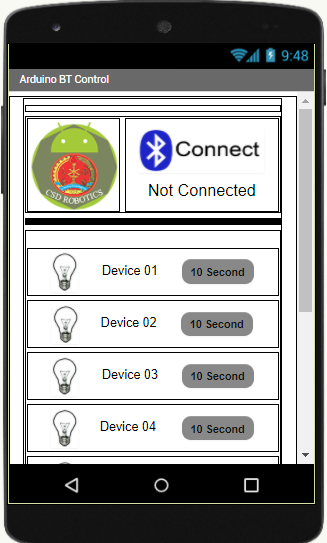 9:48
Arduino BT Control
CSD ROBOTICS
Connect
Not Connected
Device 01
10 Second
Device 02
10 Second
Device 03
10 Second
Device 04
10 Second